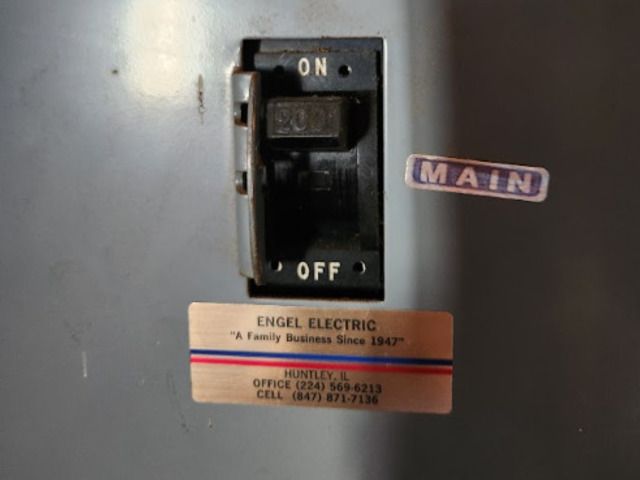 ON
200
MAIN
OFF
ENGEL ELECTRIC
"A Family Business Since 1947"
HUNTLEY, IL
OFFICE (224) 569-6213
CELL (847) 871-7136